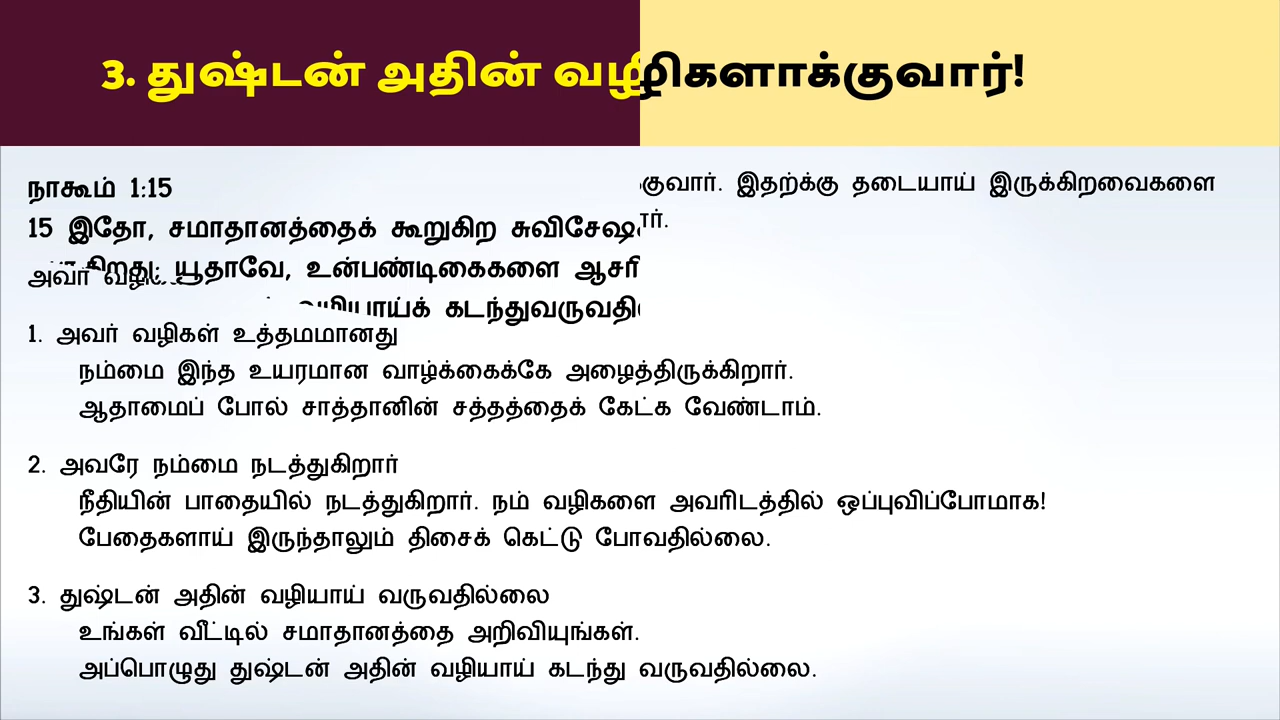 3. துஷ்டன் அதின் வழிகளாக்குவார்!
நாகூம் 1:15
15 இதோ, சமாதானத்தைக் கூறுகிற
இருக்கிறவைகளை இதற்க்கு தடையாய்
யூதாவே, உன்பண்டிகைகளை
அவர்
கடந்துவருவதி
1. அவர் வழிகள் உத்தமமானது
நம்மை இந்த உயரமான வாழ்க்கைக்கே அழைத்திருக்கிறார்.
ஆதாமைப் போல் சாத்தானின் சத்தத்தைக் கேட்க வேண்டாம்.
2. அவரே நம்மை நடத்துகிறார்
நீதியின் பாதையில் நடத்துகிறார். நம் வழிகளை அவரிடத்தில் ஒப்புவிப்போமாக!
பேதைகளாய் இருந்தாலும் திசைக் கெட்டு போவதில்லை.
3. துஷ்டன் அதின் வழியாய் வருவதில்லை
உங்கள் வீட்டில் சமாதானத்தை அறிவியுங்கள்.
அப்பொழுது துஷ்டன் அதின் வழியாய் கடந்து வருவதில்லை.